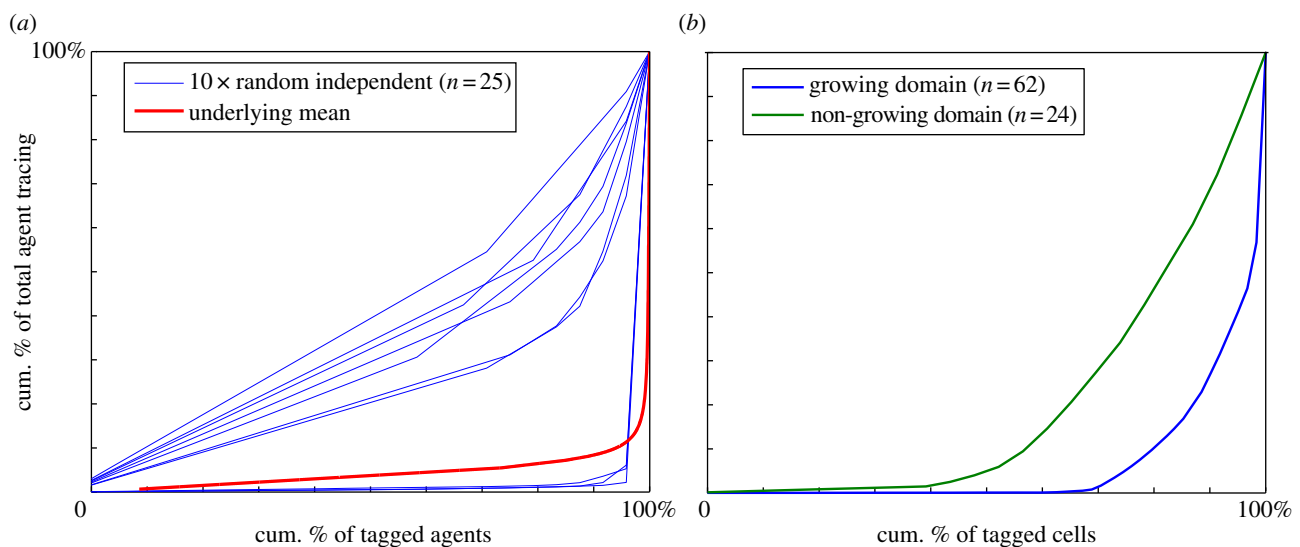 (a)
100%
10 × random independent (n = 25)
underlying mean
cum. % of total agent tracing
0
100%
cum. % of tagged agents
(b)
growing domain (n = 62)
non-growing domain (n = 24)
0
100%
cum. % of tagged cells